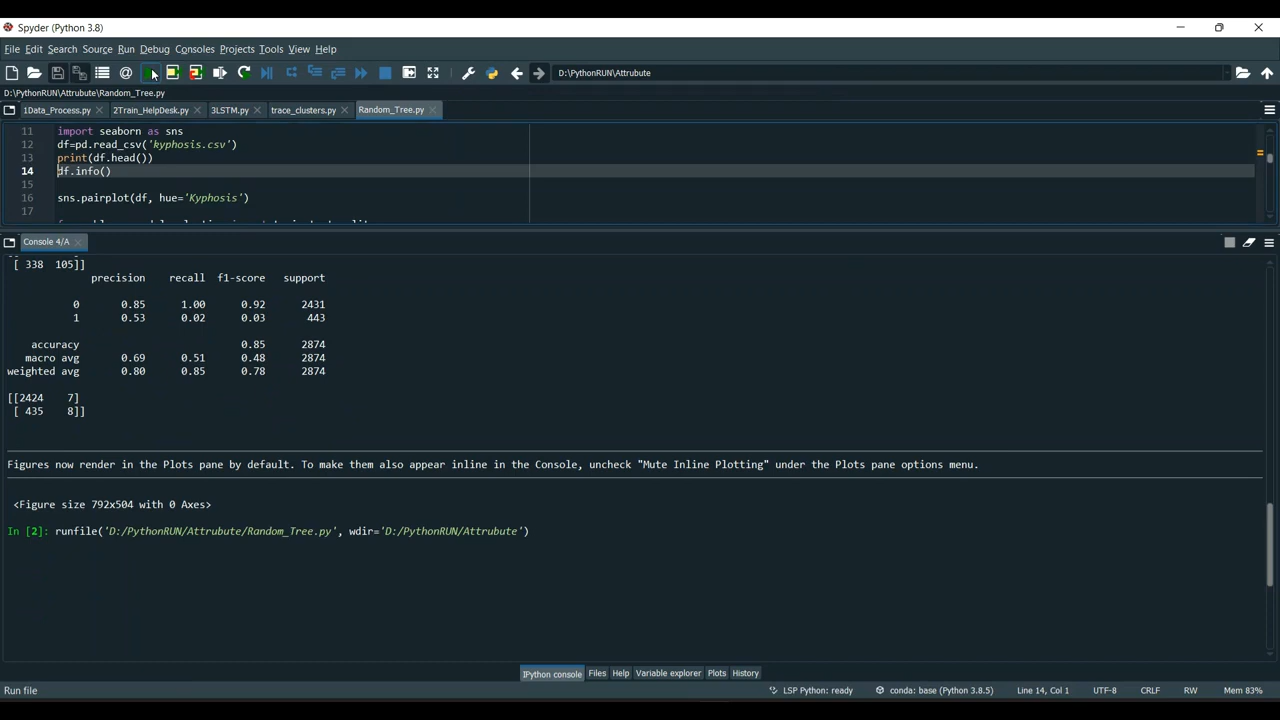 Spyder (Python 3.8)
File Edit Search Source Run Debug Consoles Projects Tools View Help
D:\PythonRUN\Attrubute
D:\PythonRUN\Attrubute\Random_Tree.py
1Data_Process.py 2Train_HelpDesk.py 3LSTM.py trace_clusters.py Random_Tree.py
11 import seaborn as sns
12 df=pd.read_csv('kyphosis.csv')
13 print(df.head())
14 df.info()
15
16 sns.pairplot(df, hue='Kyphosis')
17
Console 4/A
[ 338 105]]
precision recall f1-score support
0 0.85 1.00 0.92 2431
1 0.53 0.02 0.03 443
accuracy 0.85 2874
macro avg 0.69 0.51 0.48 2874
weighted avg 0.80 0.85 0.78 2874
[[2424 7]
[ 435 8]]
Figures now render in the Plots pane by default. To make them also appear inline in the Console, uncheck "Mute Inline Plotting" under the Plots pane options menu.
<Figure size 792x504 with 0 Axes>
In [2]: runfile('D:/PythonRUN/Attrubute/Random_Tree.py', wdir='D:/PythonRUN/Attrubute')
IPython console Files Help Variable explorer Plots History
Run file LSP Python: ready conda: base (Python 3.8.5) Line 14, Col 1 UTF-8 CRLF RW Mem 83%